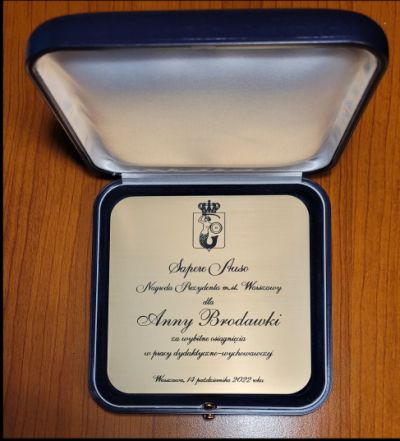 Sapere Auso
Nagroda Prezydenta m.st. Warszawy
dla
Anny Brodawki
za wybitne osiągnięcia
w pracy dydaktyczno-wychowawczej
Warszawa, 14 października 2022 roku